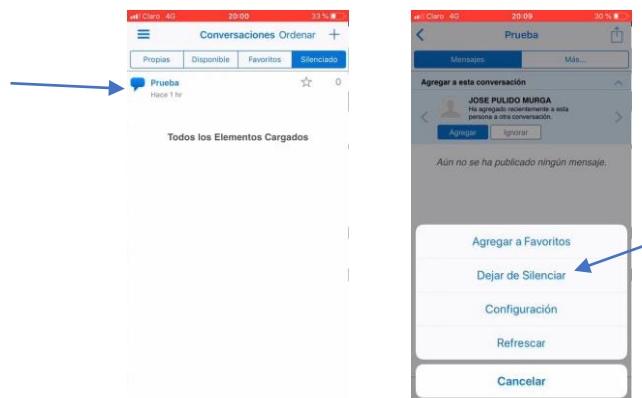 Claro 4G 20:00 33 %
Conversaciones Ordenar +
Propias Disponible Favoritos Silenciado
Prueba 0
Hace 1 hr
Todos los Elementos Cargados
Claro 4G 20:09 30 %
Prueba
Mensajes Más...
Agregar a esta conversación
JOSE PULIDO MURGA
Ha agregado recientemente a esta
persona a otra conversación.
Agregar Ignorar
Aún no se ha publicado ningún mensaje.
Agregar a Favoritos
Dejar de Silenciar
Configuración
Refrescar
Cancelar